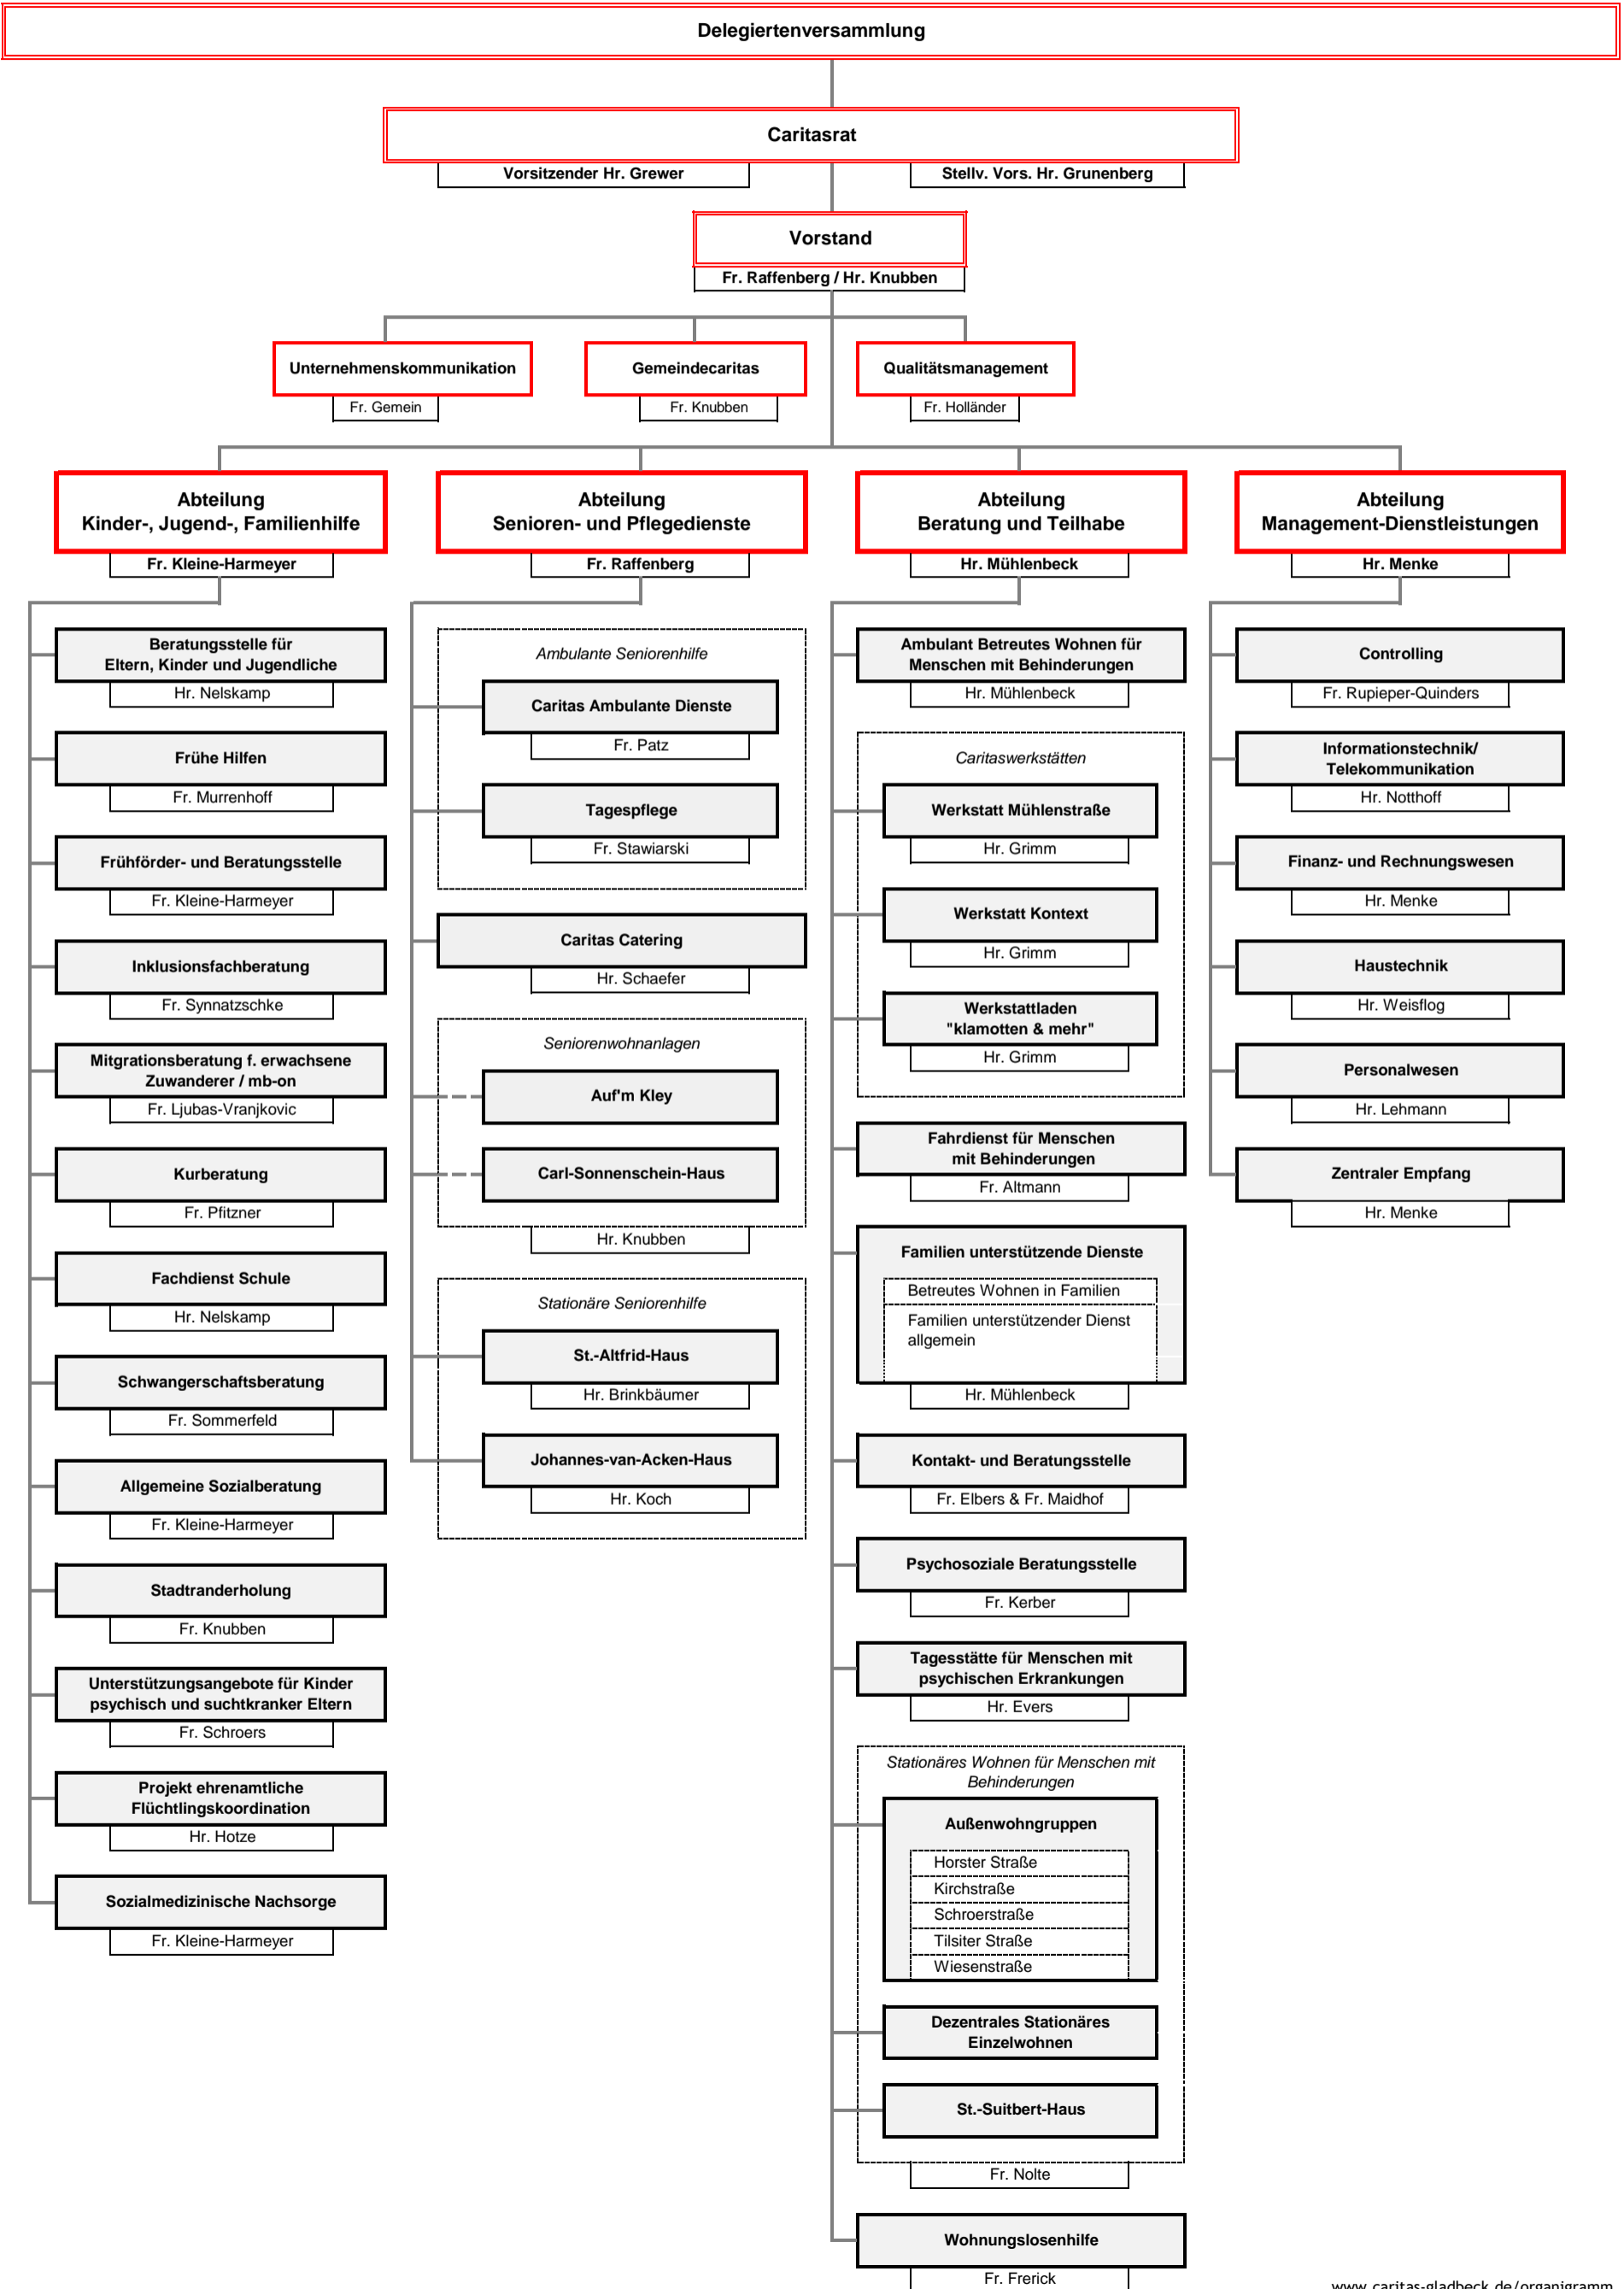 Delegiertenversammlung
Caritasrat
Vorsitzender Hr. Grewer
Stellv. Vors. Hr. Grunenberg
Vorstand
Fr. Raffenberg / Hr. Knubben
Unternehmenskommunikation
Fr. Gemein
Gemeindecaritas
Fr. Knubben
Qualitätsmanagement
Fr. Holländer
Abteilung
Kinder-, Jugend-, Familienhilfe
Fr. Kleine-Harmeyer
Beratungsstelle für
Eltern, Kinder und Jugendliche
Hr. Nelskamp
Frühe Hilfen
Fr. Murrenhoff
Frühförder- und Beratungsstelle
Fr. Kleine-Harmeyer
Inklusionsfachberatung
Fr. Synnatzschke
Mitgrationsberatung f. erwachsene
Zuwanderer / mb-on
Fr. Ljubas-Vranjkovic
Kurberatung
Fr. Pfitzner
Fachdienst Schule
Hr. Nelskamp
Schwangerschaftsberatung
Fr. Sommerfeld
Allgemeine Sozialberatung
Fr. Kleine-Harmeyer
Stadtranderholung
Fr. Knubben
Unterstützungsangebote für Kinder
psychisch und suchtkranker Eltern
Fr. Schroers
Projekt ehrenamtliche
Flüchtlingskoordination
Hr. Hotze
Sozialmedizinische Nachsorge
Fr. Kleine-Harmeyer
Abteilung
Senioren- und Pflegedienste
Fr. Raffenberg
Ambulante Seniorenhilfe
Caritas Ambulante Dienste
Fr. Patz
Tagespflege
Fr. Stawiarski
Caritas Catering
Hr. Schaefer
Seniorenwohnanlagen
Auf'm Kley
Carl-Sonnenschein-Haus
Hr. Knubben
Stationäre Seniorenhilfe
St.-Altfrid-Haus
Hr. Brinkbäumer
Johannes-van-Acken-Haus
Hr. Koch
Abteilung
Beratung und Teilhabe
Hr. Mühlenbeck
Ambulant Betreutes Wohnen für
Menschen mit Behinderungen
Hr. Mühlenbeck
Caritaswerkstätten
Werkstatt Mühlenstraße
Hr. Grimm
Werkstatt Kontext
Hr. Grimm
Werkstattladen
"klamotten & mehr"
Hr. Grimm
Fahrdienst für Menschen
mit Behinderungen
Fr. Altmann
Familien unterstützende Dienste
Betreutes Wohnen in Familien
Familien unterstützender Dienst
allgemein
Hr. Mühlenbeck
Kontakt- und Beratungsstelle
Fr. Elbers & Fr. Maidhof
Psychosoziale Beratungsstelle
Fr. Kerber
Tagesstätte für Menschen mit
psychischen Erkrankungen
Hr. Evers
Stationäres Wohnen für Menschen mit
Behinderungen
Außenwohngruppen
Horster Straße
Kirchstraße
Schroerstraße
Tilsiter Straße
Wiesenstraße
Dezentrales Stationäres
Einzelwohnen
St.-Suitbert-Haus
Fr. Nolte
Wohnungslosenhilfe
Fr. Frerick
Abteilung
Management-Dienstleistungen
Hr. Menke
Controlling
Fr. Rupieper-Quinders
Informationstechnik/
Telekommunikation
Hr. Notthoff
Finanz- und Rechnungswesen
Hr. Menke
Haustechnik
Hr. Weisflog
Personalwesen
Hr. Lehmann
Zentraler Empfang
Hr. Menke
www.caritas-gladbeck.de/organigramm